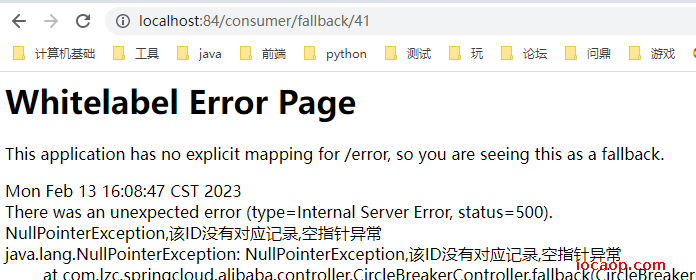 localhost:84/consumer/fallback/41
计算机基础 工具 java 前端 python 测试 玩 论坛 问鼎 游戏
Whitelabel Error Page
This application has no explicit mapping for /error, so you are seeing this as a fallback.
Mon Feb 13 16:08:47 CST 2023
There was an unexpected error (type=Internal Server Error, status=500).
NullPointerException,该ID没有对应记录,空指针异常
java.lang.NullPointerException: NullPointerException,该ID没有对应记录,空指针异常
at com.lzc.springcloud.alibaba.controller.CircleBreakerController.fallback(CircleBreaker
locaop.com